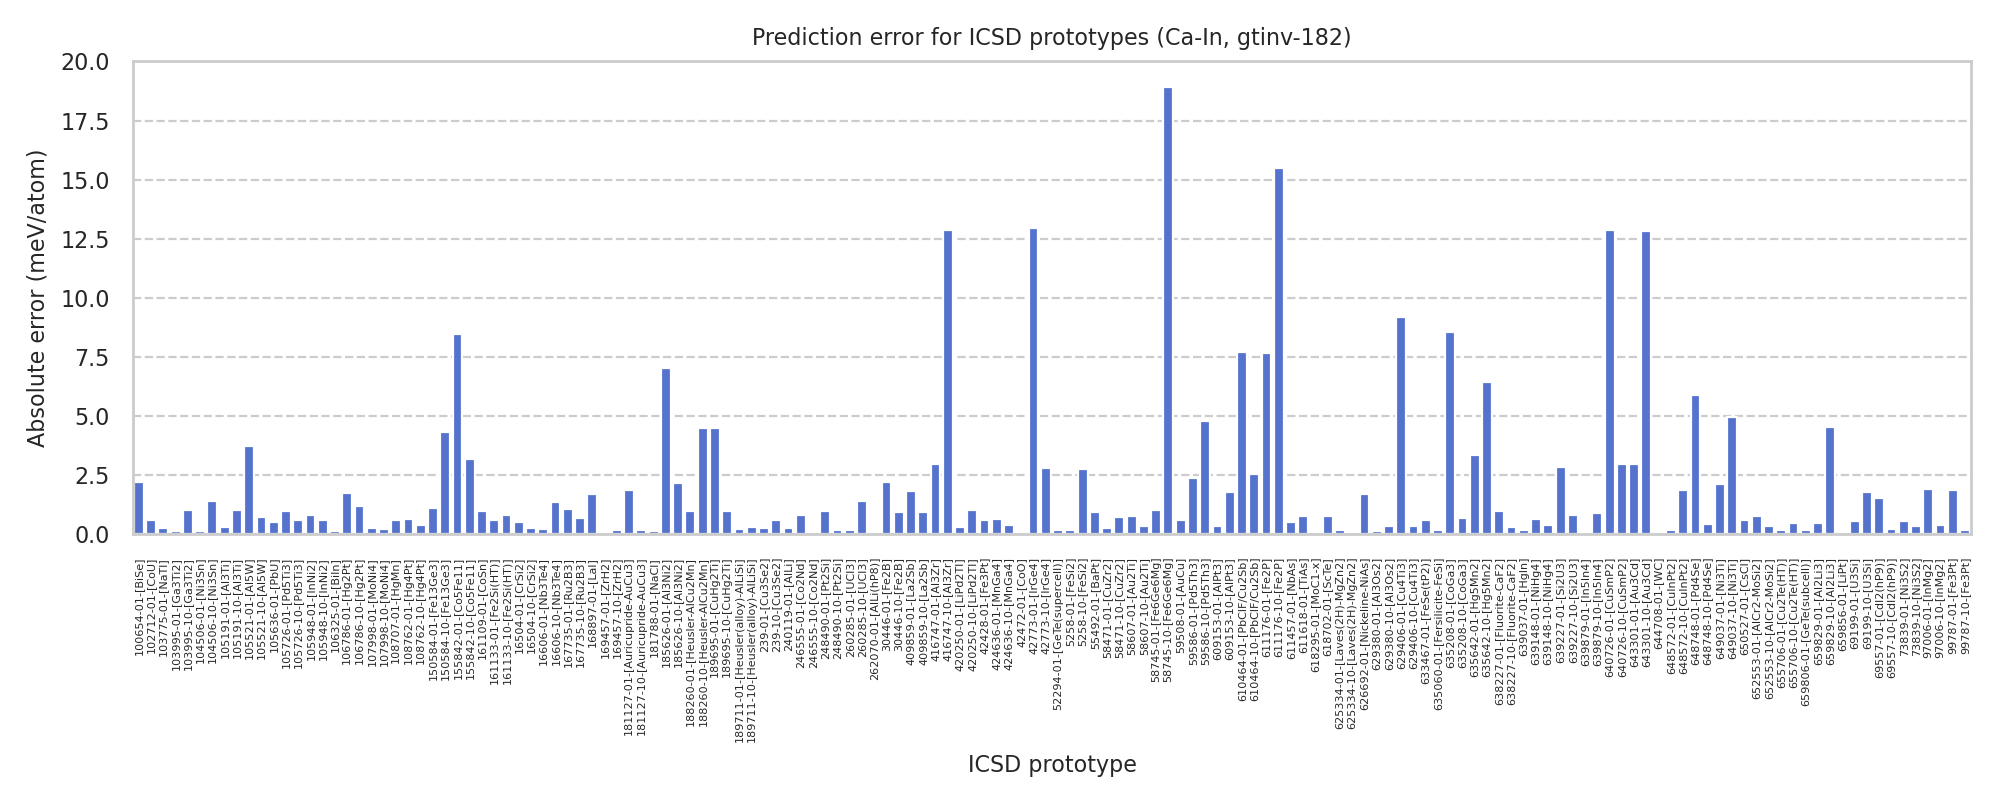 Prediction error for ICSD prototypes (Ca-In, gtinv-182)
Absolute error (meV/atom)
20.0
17.5
15.0
12.5
10.0
7.5
5.0
2.5
0.0
100654-01-[BiSe]
102712-01-[CoU]
103775-01-[NaTl]
103995-01-[Ga3Ti2]
103995-10-[Ga3Ti2]
104506-01-[Ni3Sn]
104506-10-[Ni3Sn]
105191-01-[Al3Ti]
105191-10-[Al3Ti]
105521-01-[Al5W]
105521-10-[Al5W]
105636-01-[PbU]
105726-01-[Pd5Ti3]
105726-10-[Pd5Ti3]
105948-01-[InNi2]
105948-10-[InNi2]
106325-01-[BiIn]
106786-01-[Hg2Pt]
106786-10-[Hg2Pt]
107998-01-[MoNi4]
107998-10-[MoNi4]
108707-01-[HgMn]
108762-01-[Hg4Pt]
108762-10-[Hg4Pt]
150584-01-[Fe13Ge3]
150584-10-[Fe13Ge3]
155842-01-[Co5Fe11]
155842-10-[Co5Fe11]
161109-01-[CoSn]
161133-01-[Fe2Si(HT)]
161133-10-[Fe2Si(HT)]
16504-01-[CrSi2]
16504-10-[CrSi2]
16606-01-[Nb3Te4]
16606-10-[Nb3Te4]
167735-01-[Ru2B3]
167735-10-[Ru2B3]
168897-01-[LaI]
169457-01-[ZrH2]
169457-10-[ZrH2]
181127-01-[Auricupride-AuCu3]
181127-10-[Auricupride-AuCu3]
181788-01-[NaCl]
185626-01-[Al3Ni2]
185626-10-[Al3Ni2]
188260-01-[Heusler-AlCu2Mn]
188260-10-[Heusler-AlCu2Mn]
189695-01-[CuHg2Ti]
189695-10-[CuHg2Ti]
189711-01-[Heusler(alloy)-AlLiSi]
189711-10-[Heusler(alloy)-AlLiSi]
239-01-[Cu3Se2]
239-10-[Cu3Se2]
240119-01-[AlLi]
246555-01-[Co2Nd]
246555-10-[Co2Nd]
248490-01-[Pt2Si]
248490-10-[Pt2Si]
260285-01-[UCl3]
260285-10-[UCl3]
262070-01-[AlLi(hP8)]
30446-01-[Fe2B]
30446-10-[Fe2B]
409859-01-[La2Sb]
409859-10-[La2Sb]
416747-01-[Al3Zr]
416747-10-[Al3Zr]
420250-01-[LiPd2Tl]
420250-10-[LiPd2Tl]
42428-01-[Fe3Pt]
424636-01-[MnGa4]
424636-10-[MnGa4]
42472-01-[CoO]
42773-01-[IrGe4]
42773-10-[IrGe4]
52294-01-[GeTe(supercell)]
5258-01-[FeSi2]
5258-10-[FeSi2]
55492-01-[BaPt]
58471-01-[CuZr2]
58471-10-[CuZr2]
58607-01-[Au2Ti]
58607-10-[Au2Ti]
58745-01-[Fe6Ge6Mg]
58745-10-[Fe6Ge6Mg]
59508-01-[AuCu]
59586-01-[Pd5Th3]
59586-10-[Pd5Th3]
609153-01-[AlPt3]
609153-10-[AlPt3]
610464-01-[PbClF/Cu2Sb]
610464-10-[PbClF/Cu2Sb]
611176-01-[Fe2P]
611176-10-[Fe2P]
611457-01-[NbAs]
611618-01-[TiAs]
618295-01-[MoC1-x]
618702-01-[ScTe]
625334-01-[Laves(2H)-MgZn2]
625334-10-[Laves(2H)-MgZn2]
626692-01-[Nickeline-NiAs]
629380-01-[Al3Os2]
629380-10-[Al3Os2]
629406-01-[Cu4Ti3]
629406-10-[Cu4Ti3]
633467-01-[FeSe(tP2)]
635060-01-[Fersilicite-FeSi]
635208-01-[CoGa3]
635208-10-[CoGa3]
635642-01-[Hg5Mn2]
635642-10-[Hg5Mn2]
638227-01-[Fluorite-CaF2]
638227-10-[Fluorite-CaF2]
639037-01-[HgIn]
639148-01-[NiHg4]
639148-10-[NiHg4]
639227-01-[Si2U3]
639227-10-[Si2U3]
639879-01-[In5In4]
639879-10-[In5In4]
640726-01-[CuSmP2]
640726-10-[CuSmP2]
643301-01-[Au3Cd]
643301-10-[Au3Cd]
644708-01-[WC]
648572-01-[CuInPt2]
648572-10-[CuInPt2]
648748-01-[Pd4Se]
648748-10-[Pd4Se]
649037-01-[Ni3Ti]
649037-10-[Ni3Ti]
650527-01-[CsCl]
652553-01-[AlCr2-MoSi2]
652553-10-[AlCr2-MoSi2]
655706-01-[Cu2Te(HT)]
655706-10-[Cu2Te(HT)]
659806-01-[GeTe(subcell)]
659829-01-[Al2Li3]
659829-10-[Al2Li3]
659856-01-[LiPt]
69199-01-[U3Si]
69199-10-[U3Si]
69557-01-[CdI2(hP9)]
69557-10-[CdI2(hP9)]
73839-01-[Ni3S2]
73839-10-[Ni3S2]
97006-01-[InMg2]
97006-10-[InMg2]
99787-01-[Fe3Pt]
99787-10-[Fe3Pt]
ICSD prototype